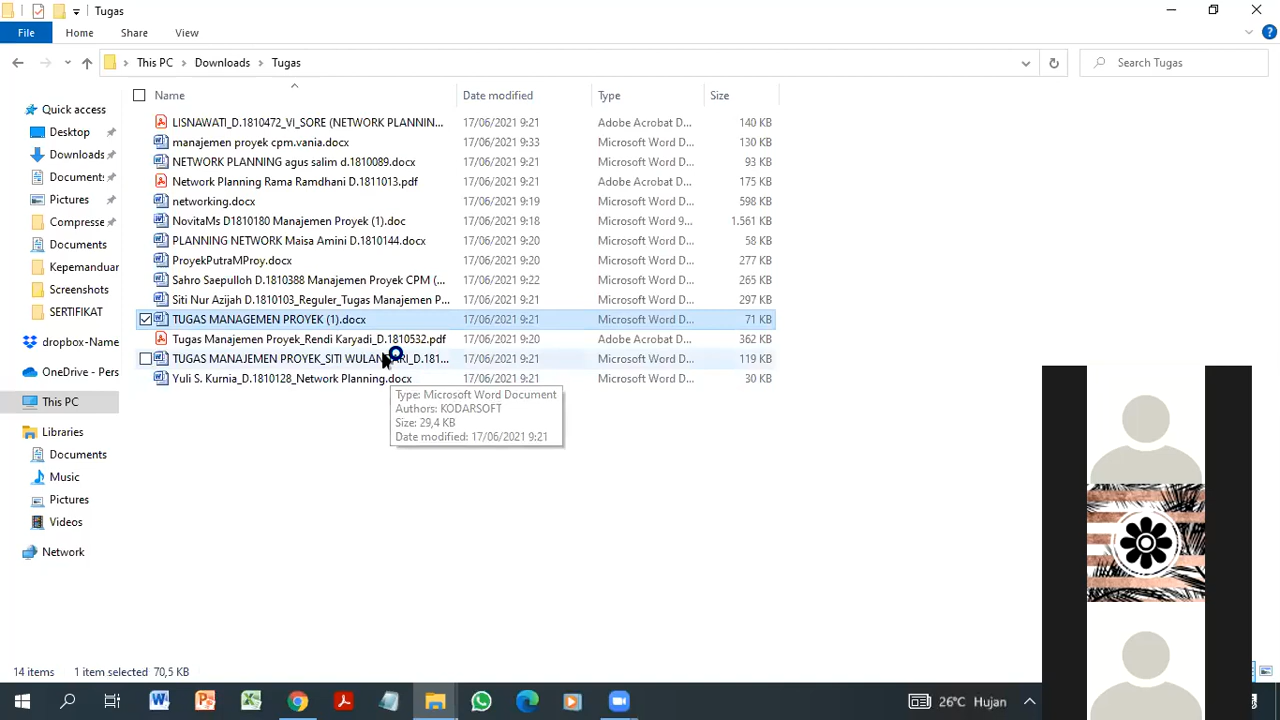 Tugas
File Home Share View
This PC Downloads Tugas Search Tugas
Name Date modified Type Size
Quick access
Desktop
Downloads
Document:
Pictures
Compresse
Documents
Kepemanduar
Screenshots
SERTIFIKAT
dropbox-Name
OneDrive - Pers
This PC
Libraries
Documents
Music
Pictures
Videos
Network
LISNAWATI_D.1810472_VI_SORE (NETWORK PLANNIN... 17/06/2021 9:21 Adobe Acrobat D... 140 KB
manajemen proyek cpm.vania.docx 17/06/2021 9:33 Microsoft Word D... 130 KB
NETWORK PLANNING agus salim d.1810089.docx 17/06/2021 9:21 Microsoft Word D... 93 KB
Network Planning Rama Ramdhani D.1811013.pdf 17/06/2021 9:21 Adobe Acrobat D... 175 KB
networking.docx 17/06/2021 9:19 Microsoft Word D... 598 KB
NovitaMs D1810180 Manajemen Proyek (1).doc 17/06/2021 9:18 Microsoft Word 9... 1.561 KB
PLANNING NETWORK Maisa Amini D.1810144.docx 17/06/2021 9:20 Microsoft Word D... 58 KB
ProyekPutraMProy.docx 17/06/2021 9:20 Microsoft Word D... 277 KB
Sahro Saepulloh D.1810388 Manajemen Proyek CPM (... 17/06/2021 9:22 Microsoft Word D... 265 KB
Siti Nur Azijah D.1810103_Reguler_Tugas Manajemen P... 17/06/2021 9:21 Microsoft Word D... 297 KB
TUGAS MANAGEMEN PROYEK (1).docx 17/06/2021 9:21 Microsoft Word D... 71 KB
Tugas Manajemen Proyek_Rendi Karyadi_D.1810532.pdf 17/06/2021 9:20 Adobe Acrobat D... 362 KB
TUGAS MANAJEMEN 17/06/2021 9:21 Microsoft Word D... 119 KB
Yuli S. Kurnia_D.1810128_Network Planning.docx 17/06/2021 9:21 Microsoft Word D... 30 KB
Type: Microsoft Word Document
Authors: KODARSOFT
Size: 29,4 KB
Date modified: 17/06/2021 9:21
14 items 1 item selected 70,5 KB
26°C Hujan